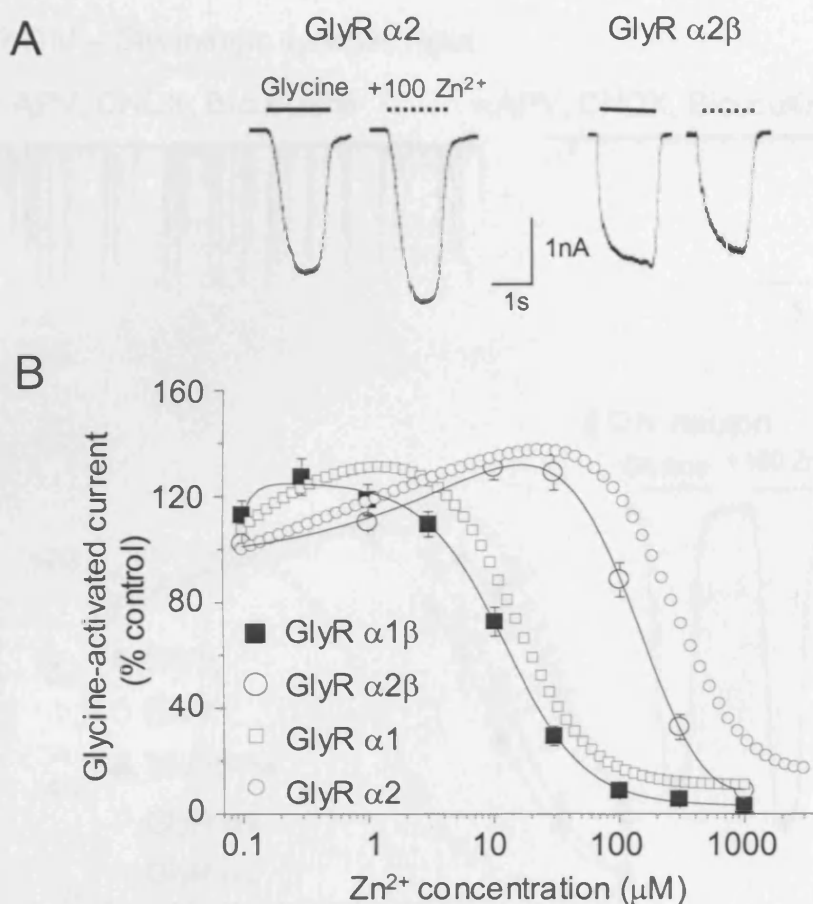 A
GlyR α2
GlyR α2β
Glycine
+100 Zn²⁺
1nA
1s
B
160
120
80
40
0
Glycine-activated current
(% control)
GlyR α1β
GlyR α2β
GlyR α1
GlyR α2
0.1 1 10 100 1000
Zn²⁺ concentration (μM)